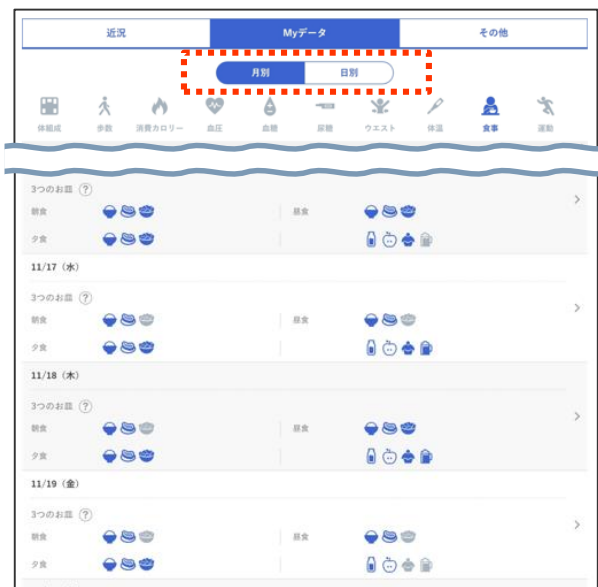 近況 Myデータ その他
月別 日別
体組成 歩数 消費カロリー 血圧 血糖 尿糖 ウエスト 体温 食事 運動
3つのお皿 ?
朝食 昼食
夕食
11/17（水）
3つのお皿 ?
朝食 昼食
夕食
11/18（木）
3つのお皿 ?
朝食 昼食
夕食
11/19（金）
3つのお皿 ?
朝食 昼食
夕食